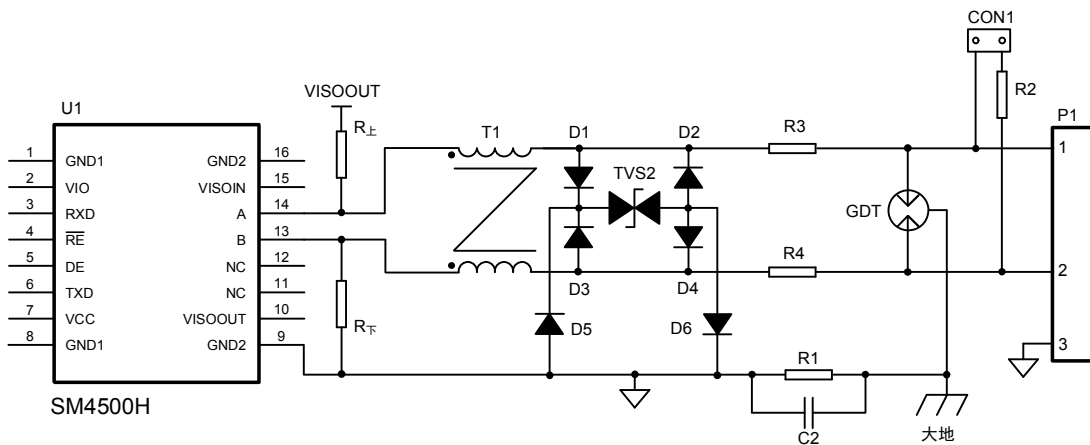 CON1
R2
P1
VISOOUT
U1
R上
T1
D1
D2
R3
1
1
GND1
GND2
16
TVS2
2
VIO
VISOIN
15
3
RXD
A
14
GDT
4
RE
B
13
R4
2
5
DE
NC
12
D3
D4
6
TXD
NC
11
7
VCC
VISOOUT
10
R下
D5
D6
8
GND1
GND2
9
R1
3
SM4500H
C2
大地